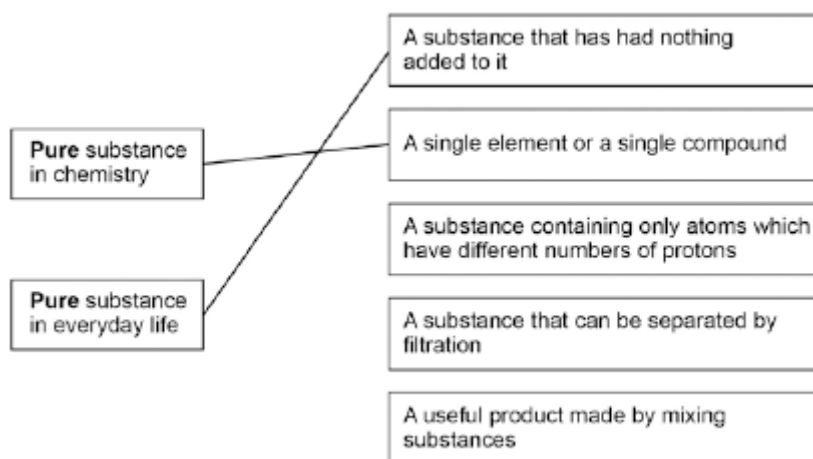 Pure substance
in chemistry
Pure substance
in everyday life
A substance that has had nothing
added to it
A single element or a single compound
A substance containing only atoms which
have different numbers of protons
A substance that can be separated by
filtration
A useful product made by mixing
substances